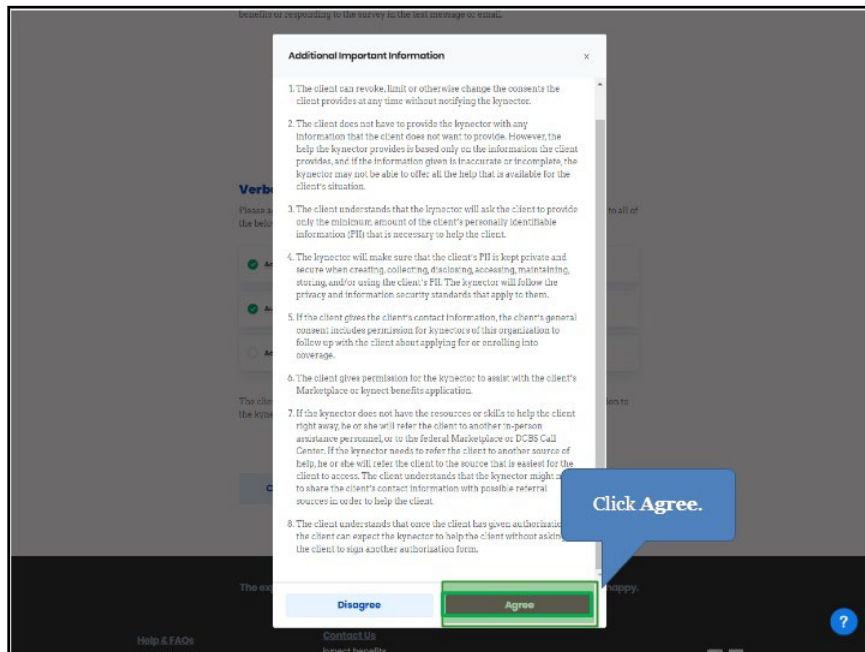 benefits or responding to the survey in the text message or email.
Additional Important Information
×
1. The client can revoke, limit or otherwise change the consents the
client provides at any time without notifying the kynector.
2. The client does not have to provide the kynector with any
information that the client does not want to provide. However, the
help the kynector provides is based only on the information the client
provides, and if the information given is inaccurate or incomplete, the
kynector may not be able to offer all the help that is available for the
client's situation.
3. The client understands that the kynector will ask the client to provide
only the minimum amount of the client's personally identifiable
information (PII) that is necessary to help the client.
4. The kynector will make sure that the client's PII is kept private and
secure when creating, collecting, disclosing, accessing, maintaining,
storing, and/or using the client's PII. The kynector will follow the
privacy and information security standards that apply to them.
5. If the client gives the client's contact information, the client's general
consent includes permission for kynectors of this organization to
follow up with the client about applying for or enrolling into
coverage.
6. The client gives permission for the kynector to assist with the client's
Marketplace or kynect benefits application.
7. If the kynector does not have the resources or skills to help the client
right away, he or she will refer the client to another in-person
assistance personnel, or to the federal Marketplace or DCBS Call
Center. If the kynector needs to refer the client to another source of
help, he or she will refer the client to the source that is easiest for the
client to access. The client understands that the kynector might
to share the client's contact information with possible referral
sources in order to help the client.
8. The client understands that once the client has given
the client can expect the kynector to help the client without
the client to sign another authorization form.
Click Agree.
Disagree
Agree
Verb
Please
to all of
the
The
to
the
The
happy.
?
Help & FAQs
Contact Us
kynect benefits